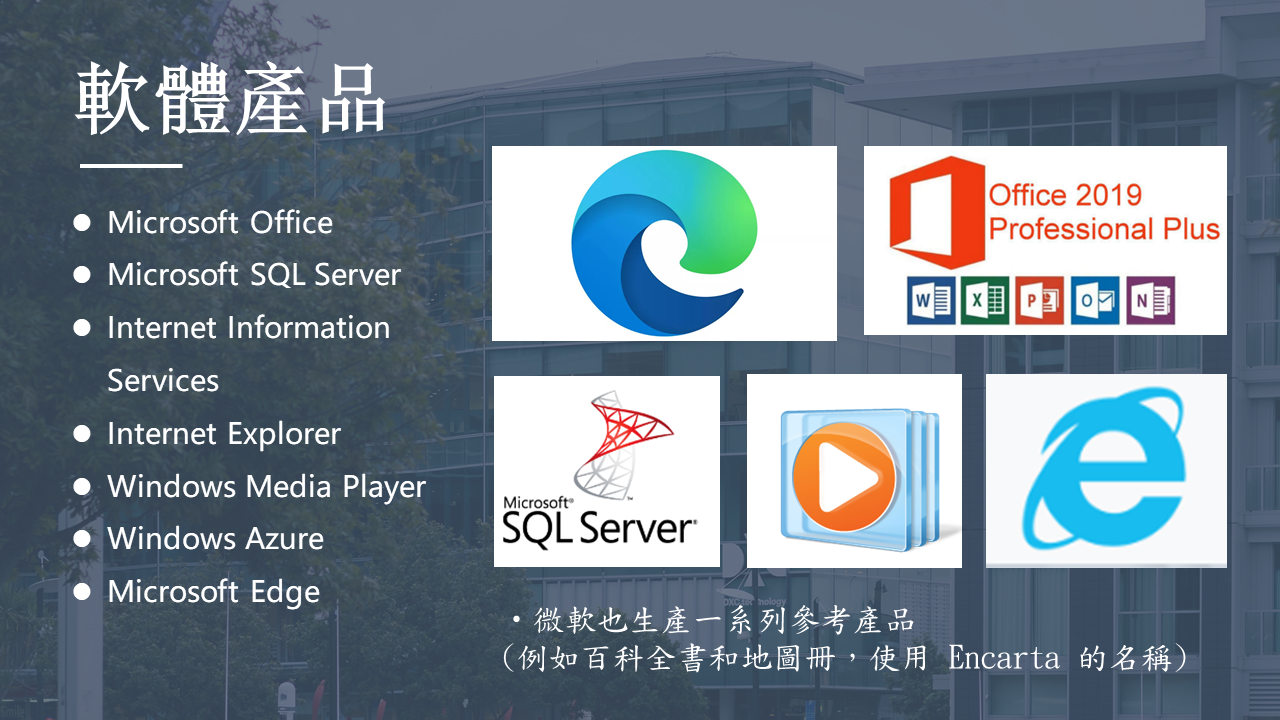 軟體產品
Microsoft Office
Microsoft SQL Server
Internet Information
Services
Internet Explorer
Windows Media Player
Windows Azure
Microsoft Edge
Office 2019
Professional Plus
W X P O N
Microsoft®
SQL Server®
DXC Technology
・微軟也生產一系列參考產品
(例如百科全書和地圖冊，使用 Encarta 的名稱)